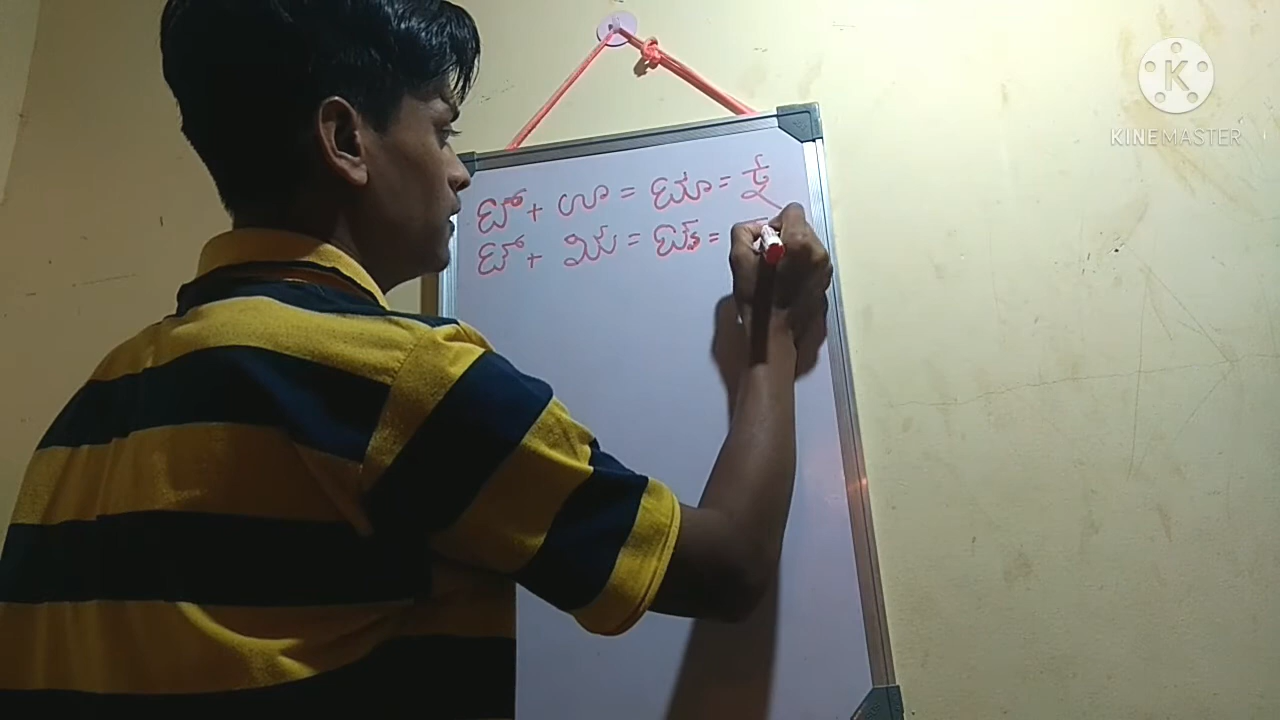 ಟ್ + ಊ = ಟೂ = टू
ಟ್ + ಋ = ಟೃ =
KINEMASTER